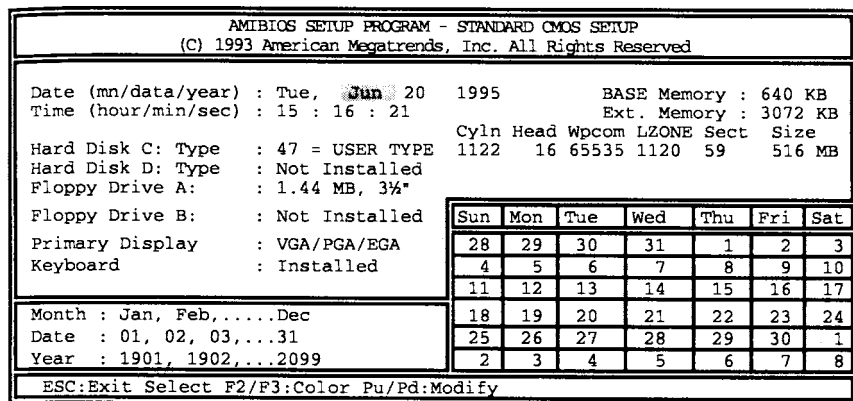 AMIBIOS SETUP PROGRAM - STANDARD CMOS SETUP
(C) 1993 American Megatrends, Inc. All Rights Reserved
Date (mn/data/year) : Tue, Jun 20 1995 BASE Memory : 640 KB
Time (hour/min/sec) : 15 : 16 : 21 Ext. Memory : 3072 KB
Cyln Head Wpcom LZONE Sect Size
Hard Disk C: Type : 47 = USER TYPE 1122 16 65535 1120 59 516 MB
Hard Disk D: Type : Not Installed
Floppy Drive A: : 1.44 MB, 3½"
Floppy Drive B: : Not Installed
Primary Display : VGA/PGA/EGA
Keyboard : Installed
Sun Mon Tue Wed Thu Fri Sat
28 29 30 31 1 2 3
4 5 6 7 8 9 10
11 12 13 14 15 16 17
18 19 20 21 22 23 24
25 26 27 28 29 30 1
2 3 4 5 6 7 8
Month : Jan, Feb,.....Dec
Date : 01, 02, 03,...31
Year : 1901, 1902,...2099
ESC:Exit Select F2/F3:Color Pu/Pd:Modify